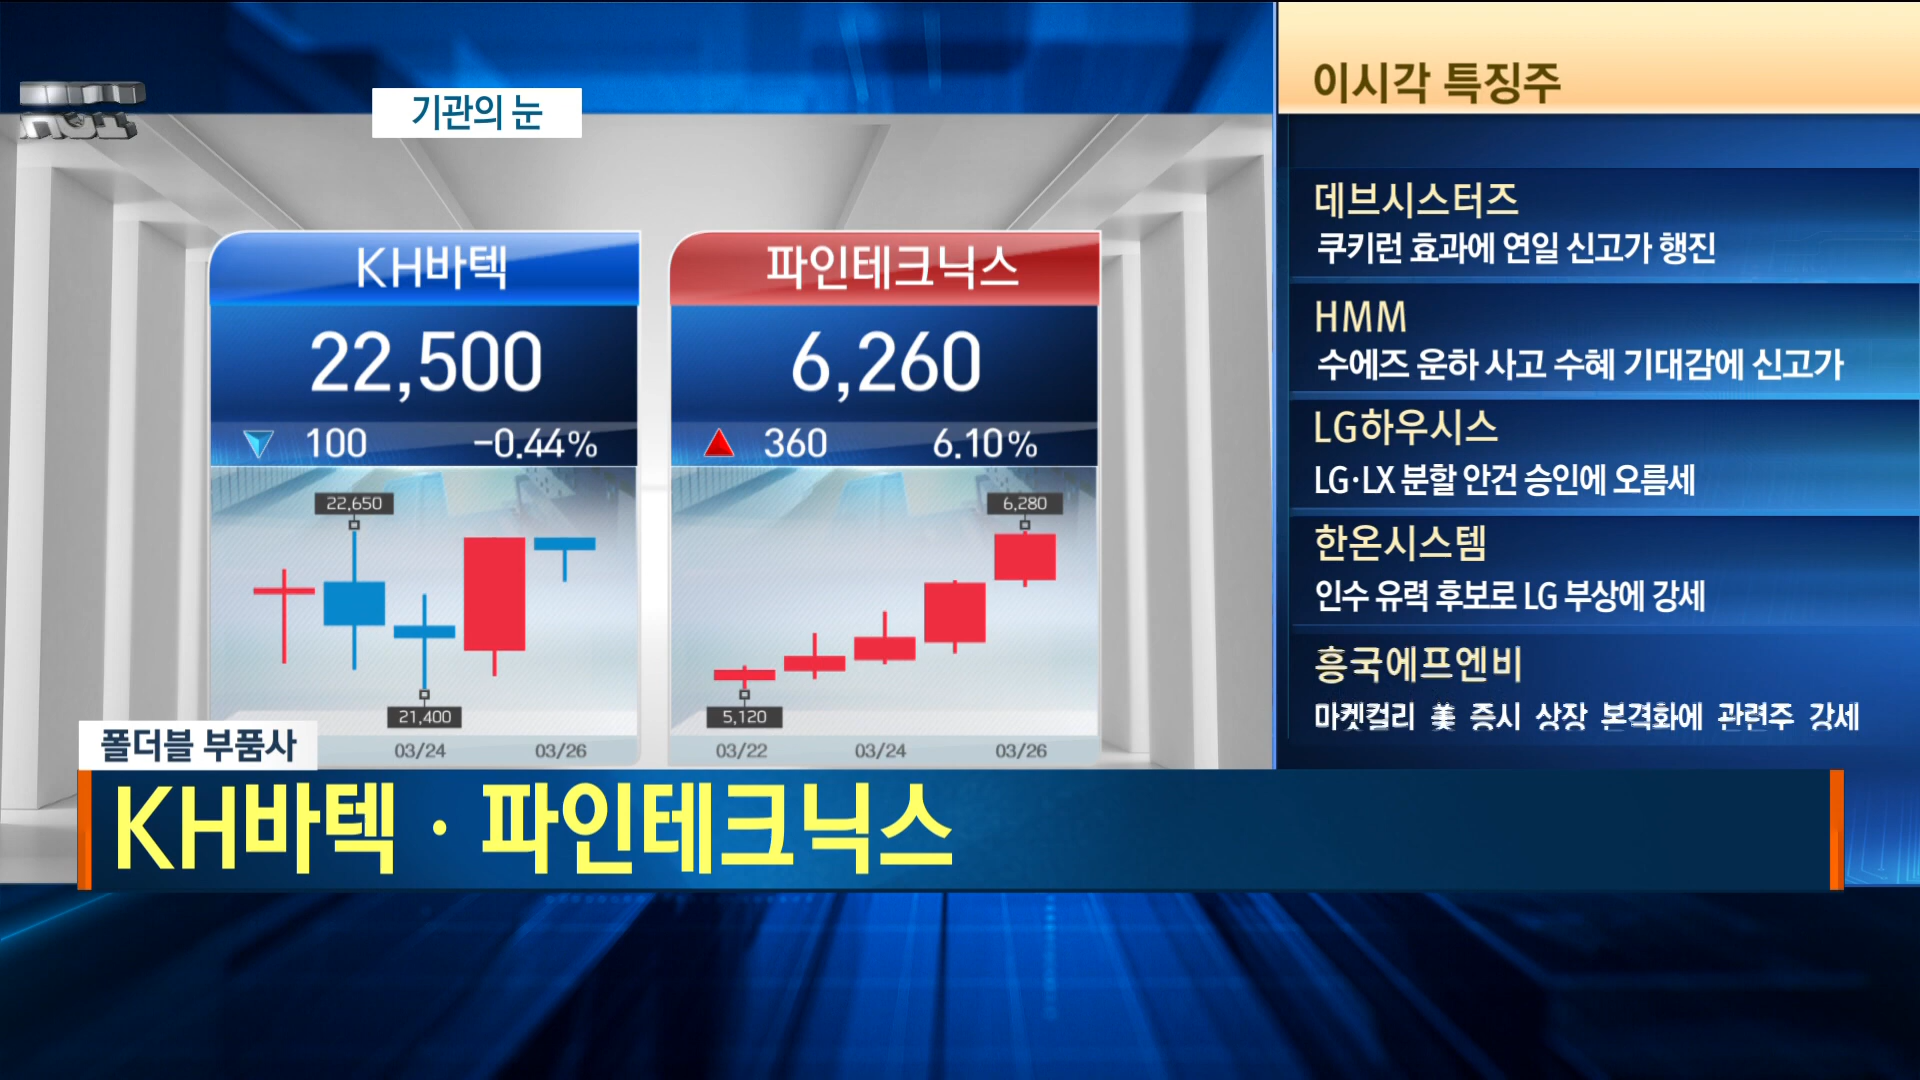 기관의 눈
KH바텍
22,500
▼ 100 -0.44%
22,650
21,400
03/24 03/26
파인테크닉스
6,260
▲ 360 6.10%
6,280
5,120
03/22 03/24 03/26
폴더블 부품사
KH바텍 · 파인테크닉스
이시각 특징주
데브시스터즈
쿠키런 효과에 연일 신고가 행진
HMM
수에즈 운하 사고 수혜 기대감에 신고가
LG하우시스
LG·LX 분할 안건 승인에 오름세
한온시스템
인수 유력 후보로 LG 부상에 강세
흥국에프엔비
마켓컬리 美 증시 상장 본격화에 관련주 강세